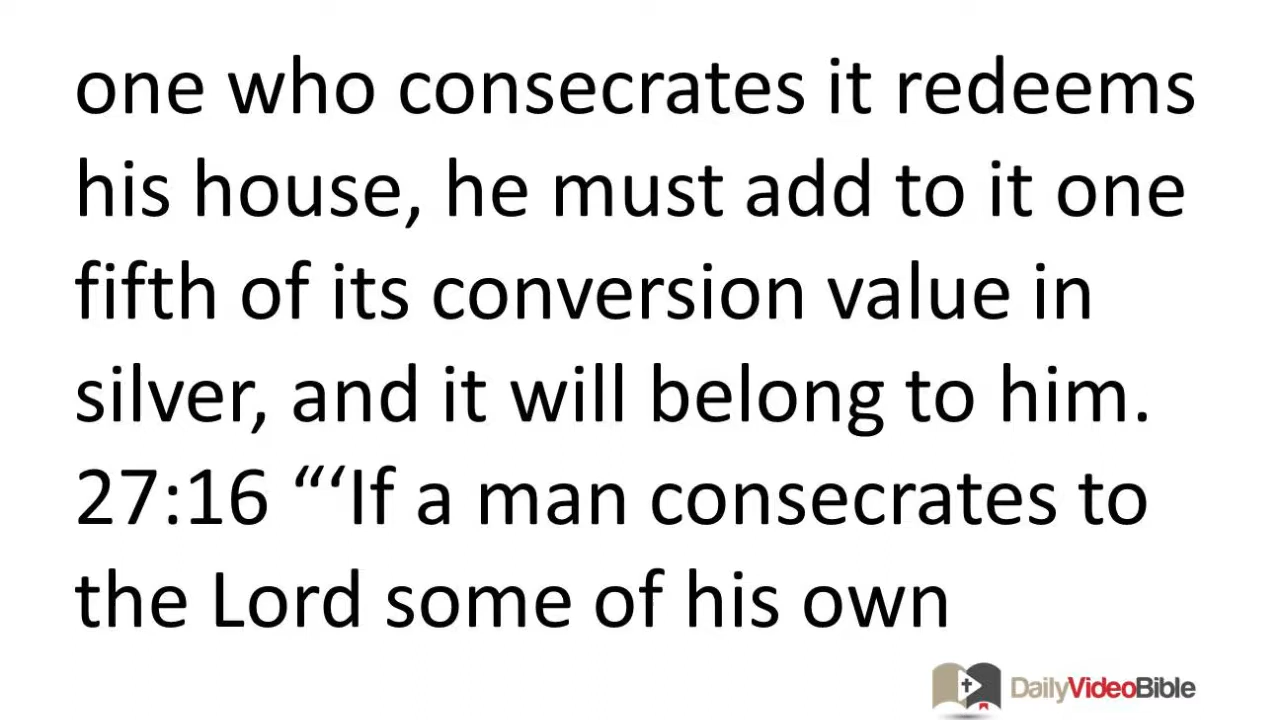 one who consecrates it redeems
his house, he must add to it one
fifth of its conversion value in
silver, and it will belong to him.
27:16 “‘If a man consecrates to
the Lord some of his own
DailyVideoBible